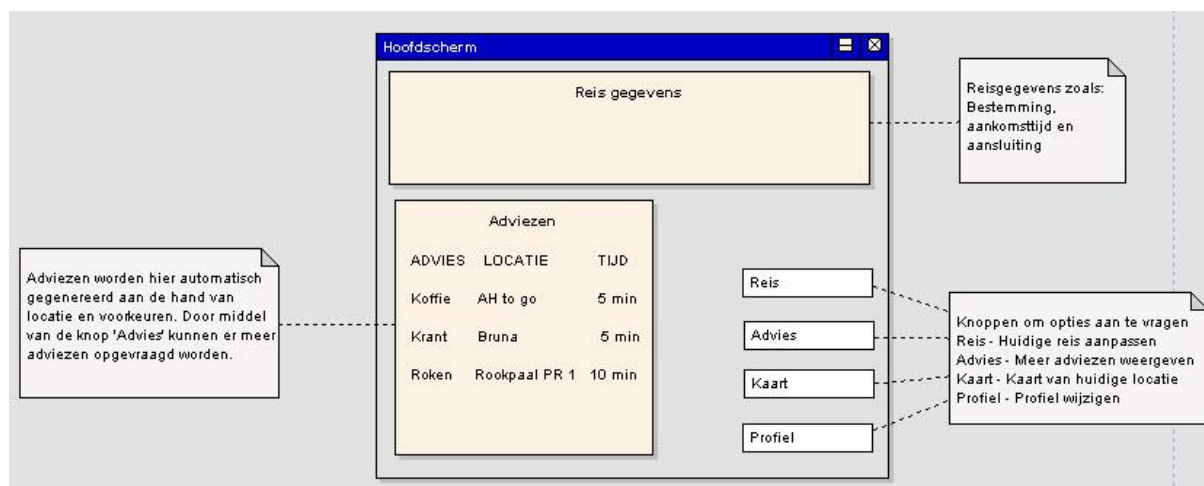 Hoofdscherm
Reis gegevens
Reisgegevens zoals:
Bestemming,
aankomsttijd en
aansluiting
Adviezen
ADVIES LOCATIE TIJD
Koffie AH to go 5 min
Krant Bruna 5 min
Roken Rookpaal PR 1 10 min
Adviezen worden hier automatisch
gegenereerd aan de hand van
locatie en voorkeuren. Door middel
van de knop 'Advies' kunnen er meer
adviezen opgevraagd worden.
Reis
Advies
Kaart
Profiel
Knoppen om opties aan te vragen
Reis - Huidige reis aanpassen
Advies - Meer adviezen weergeven
Kaart - Kaart van huidige locatie
Profiel - Profiel wijzigen